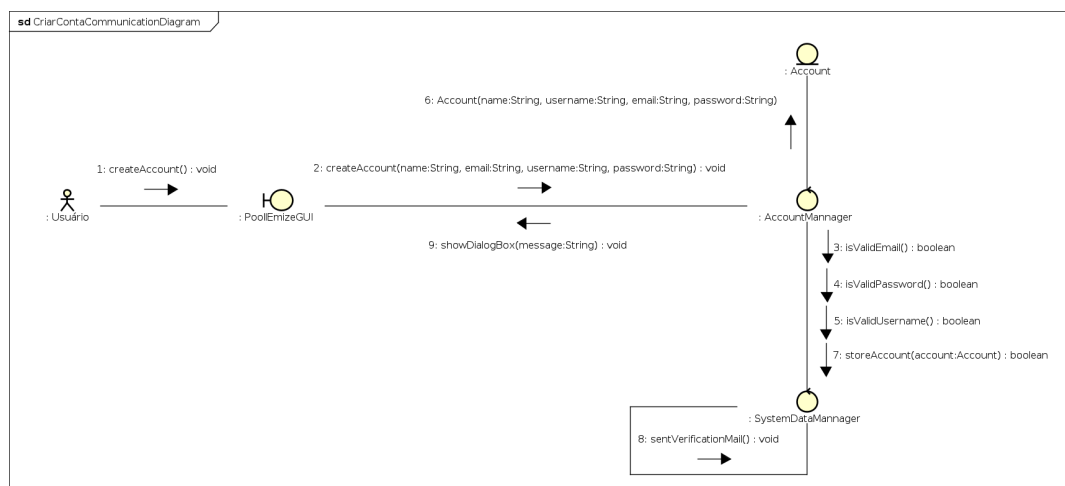 sd CriarContaCommunicationDiagram
: Account
6: Account(name:String, username:String, email:String, password:String)
1: createAccount() : void
2: createAccount(name:String, email:String, username:String, password:String) : void
: Usuário
: PoollEmizeGUI
: AccountMannager
9: showDialogBox(message:String) : void
3: isValidEmail() : boolean
4: isValidPassword() : boolean
5: isValidUsername() : boolean
7: storeAccount(account:Account) : boolean
: SystemDataMannager
8: sentVerificationMail() : void